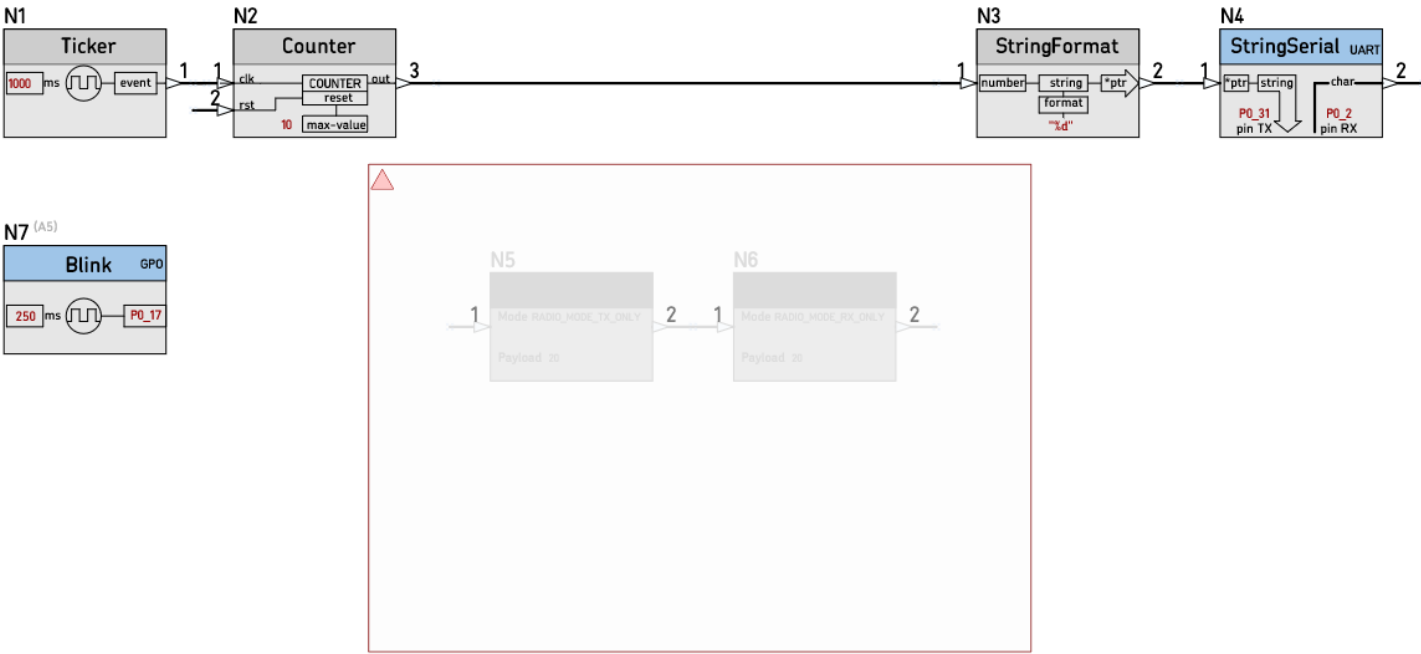 N1
Ticker
1000 ms event
1
N2
Counter
1
clk
COUNTER
out
3
2
rst
reset
10
max-value
N3
StringFormat
1
number
string
*ptr
2
format
"%d"
N4
StringSerial UART
1
*ptr
string
char
2
P0_31
pin TX
P0_2
pin RX
N7 (A5)
Blink GPO
250 ms P0_17
N5
1
Mode RADIO_MODE_TX_ONLY
2
Payload 20
N6
1
Mode RADIO_MODE_RX_ONLY
2
Payload 20